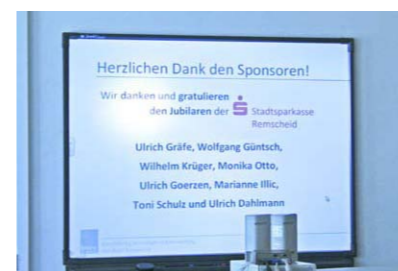 Herzlichen Dank den Sponsoren!
Wir danken und gratulieren
den Jubilaren der Stadtsparkasse
Remscheid
Ulrich Gräfe, Wolfgang Güntsch,
Wilhelm Krüger, Monika Otto,
Ulrich Goerzen, Marianne Illic,
Toni Schulz und Ulrich Dahlmann